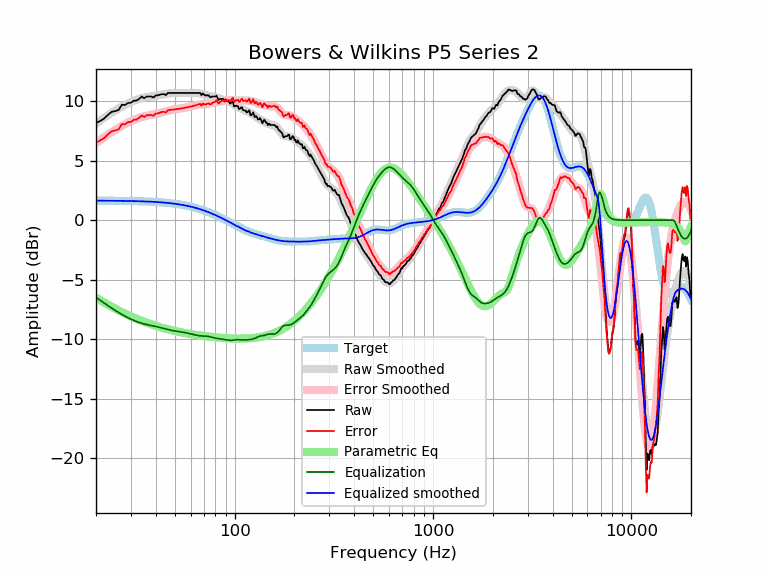 Bowers & Wilkins P5 Series 2
10
5
0
−5
−10
−15
−20
Amplitude (dBr)
Target
Raw Smoothed
Error Smoothed
Raw
Error
Parametric Eq
Equalization
Equalized smoothed
100
1000
10000
Frequency (Hz)